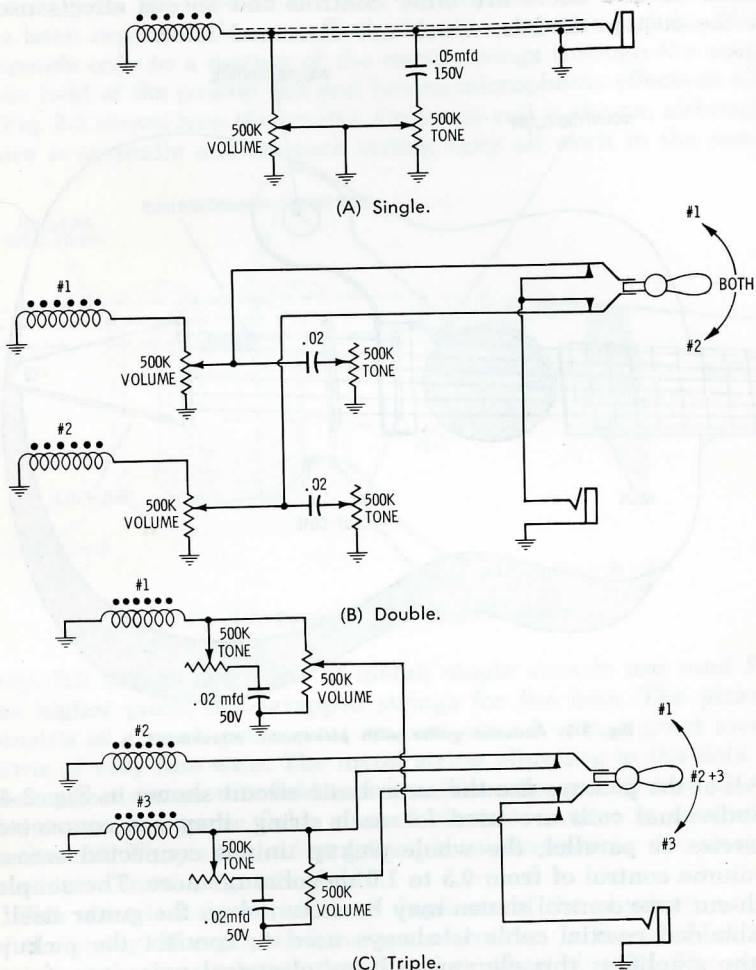 .05mfd
150V
500K
VOLUME
500K
TONE
(A) Single.
#1
BOTH
#2
#1
500K
VOLUME
.02
500K
TONE
#2
500K
VOLUME
.02
500K
TONE
(B) Double.
#1
500K
TONE
.02 mfd
50V
500K
VOLUME
#2
#3
500K
TONE
.02mfd
50V
500K
VOLUME
#1
#2 +3
#3
(C) Triple.